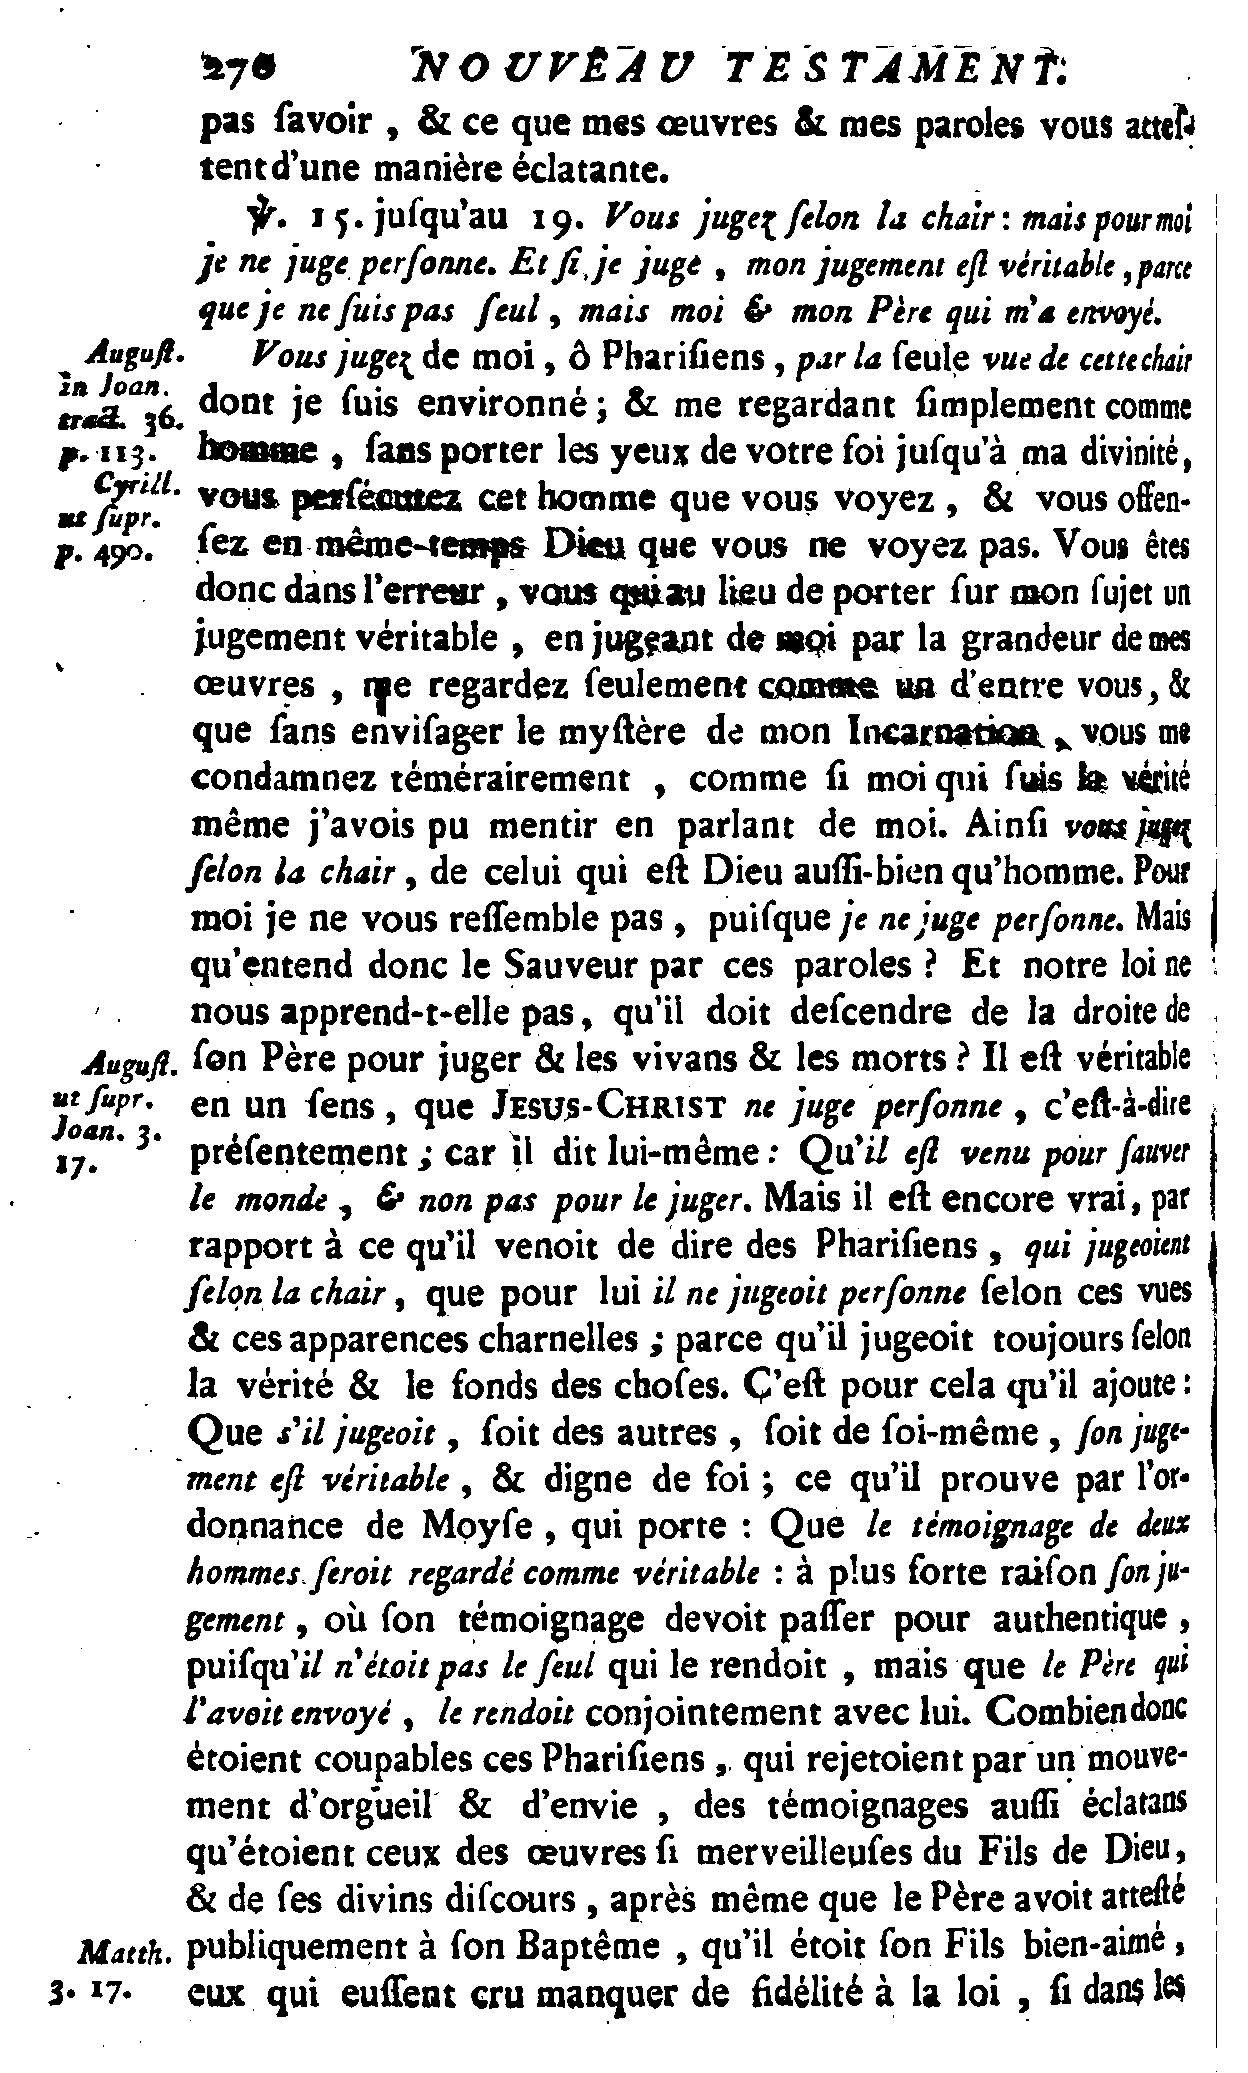 270 NOUVEAU TESTAMENT.
pas ſavoir , & ce que mes œuvres & mes paroles vous atteſ-
tent d'une manière éclatante.
℣. 15. juſqu'au 19. Vous jugez ſelon la chair : mais pour moi
je ne juge perſonne. Et ſi je juge , mon jugement eſt véritable , parce
que je ne ſuis pas ſeul , mais moi & mon Père qui m'a envoyé.
Auguſt.
in Joan.
tract. 36.
p. 113.
Cyrill.
ut ſupr.
p. 490.
Vous jugez de moi , ô Phariſiens , par la ſeule vue de cette chair
dont je ſuis environné ; & me regardant ſimplement comme
homme , ſans porter les yeux de votre foi juſqu'à ma divinité,
vous perſécutez cet homme que vous voyez , & vous offen-
ſez en même-temps Dieu que vous ne voyez pas. Vous êtes
donc dans l'erreur , vous qui au lieu de porter ſur mon ſujet un
jugement véritable , en jugeant de moi par la grandeur de mes
œuvres , me regardez ſeulement comme un d'entre vous, &
que ſans enviſager le myſtère de mon Incarnation , vous me
condamnez témérairement , comme ſi moi qui ſuis la vérité
même j'avois pu mentir en parlant de moi. Ainſi vous jugez
ſelon la chair , de celui qui eſt Dieu auſſi-bien qu'homme. Pour
moi je ne vous reſſemble pas , puiſque je ne juge perſonne. Mais
qu'entend donc le Sauveur par ces paroles ? Et notre loi ne
nous apprend-t-elle pas, qu'il doit deſcendre de la droite de
Auguſt.
ut ſupr.
Joan. 3.
17.
ſon Père pour juger & les vivans & les morts ? Il eſt véritable
en un ſens , que JESUS-CHRIST ne juge perſonne , c'eſt-à-dire
préſentement ; car il dit lui-même : Qu'il eſt venu pour ſauver
le monde , & non pas pour le juger. Mais il eſt encore vrai, par
rapport à ce qu'il venoit de dire des Phariſiens , qui jugeoient
ſelon la chair , que pour lui il ne jugeoit perſonne ſelon ces vues
& ces apparences charnelles ; parce qu'il jugeoit toujours ſelon
la vérité & le fonds des choſes. C'eſt pour cela qu'il ajoute :
Que s'il jugeoit , ſoit des autres , ſoit de ſoi-même , ſon juge-
ment eſt véritable , & digne de foi ; ce qu'il prouve par l'or-
donnance de Moyſe , qui porte : Que le témoignage de deux
hommes ſeroit regardé comme véritable : à plus forte raiſon ſon ju-
gement , où ſon témoignage devoit paſſer pour authentique ,
puiſqu'il n'étoit pas le ſeul qui le rendoit , mais que le Père qui
l'avoit envoyé , le rendoit conjointement avec lui. Combien donc
étoient coupables ces Phariſiens , qui rejetoient par un mouve-
ment d'orgueil & d'envie , des témoignages auſſi éclatans
qu'étoient ceux des œuvres ſi merveilleuſes du Fils de Dieu,
& de ſes divins diſcours , après même que le Père avoit atteſté
Matth.
3. 17.
publiquement à ſon Baptême , qu'il étoit ſon Fils bien-aimé ,
eux qui euſſent cru manquer de fidélité à la loi , ſi dans les